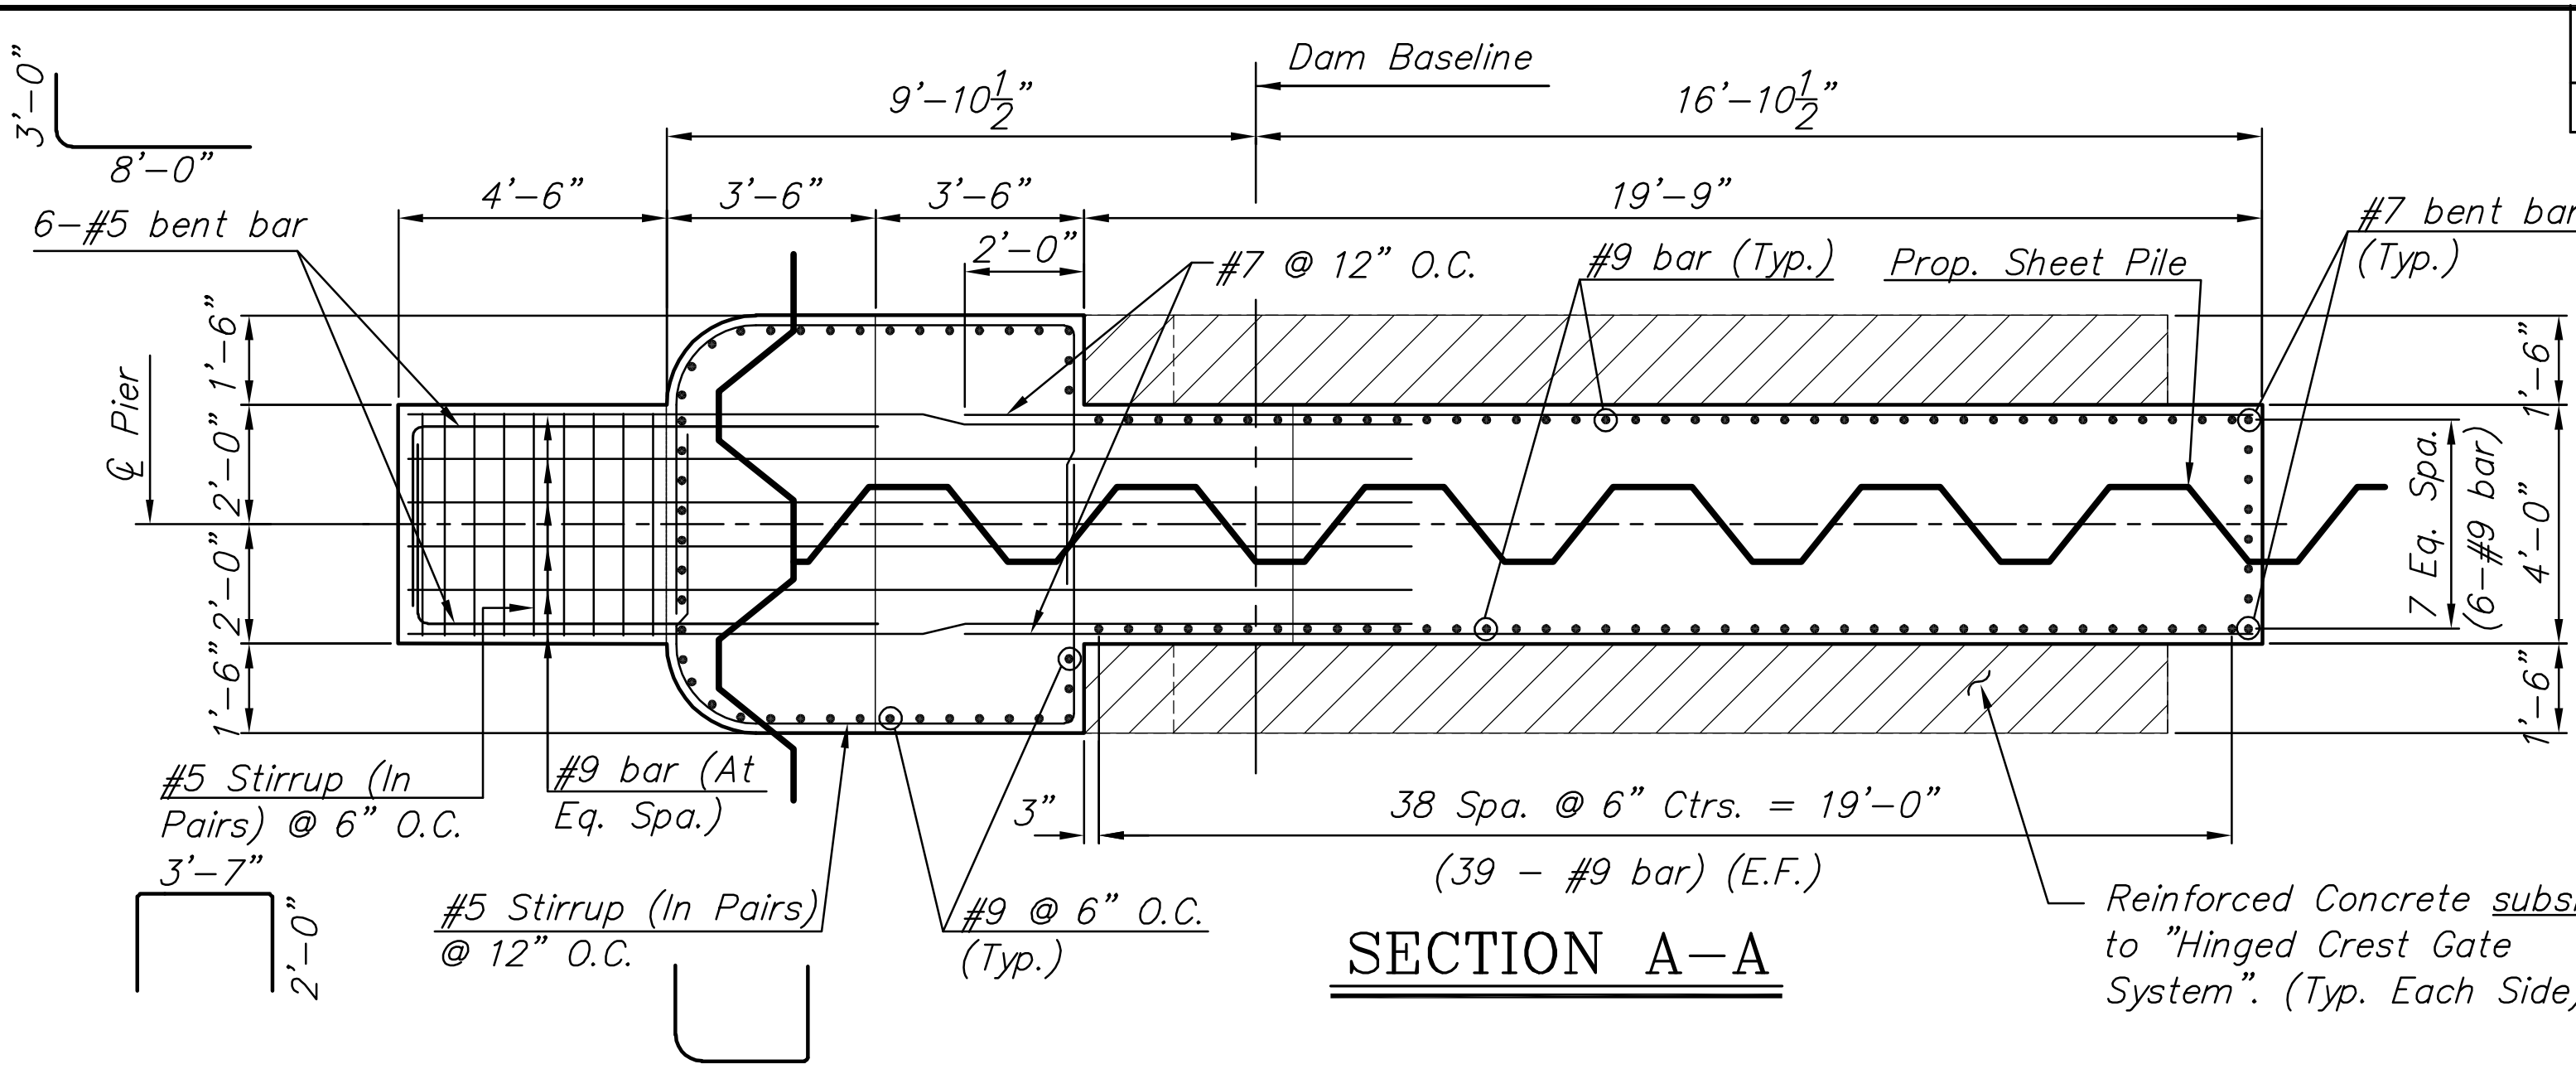 Dam Baseline
3'-0"
8'-0"
9'-10 1/2"
16'-10 1/2"
4'-6"
3'-6"
3'-6"
19'-9"
2'-0"
6-#5 bent bar
#7 @ 12" O.C.
#9 bar (Typ.)
Prop. Sheet Pile
#7 bent bar
(Typ.)
1'-6"
2'-0"
2'-0"
1'-6"
℄ Pier
1'-6"
4'-0"
1'-6"
7 Eq. Spa.
(6-#9 bar)
#5 Stirrup (In
Pairs) @ 6" O.C.
#9 bar (At
Eq. Spa.)
3'-7"
2'-0"
#5 Stirrup (In Pairs)
@ 12" O.C.
#9 @ 6" O.C.
(Typ.)
3"
38 Spa. @ 6" Ctrs. = 19'-0"
(39 - #9 bar) (E.F.)
SECTION A-A
Reinforced Concrete
to "Hinged Crest Gate
System". (Typ. Each Side)